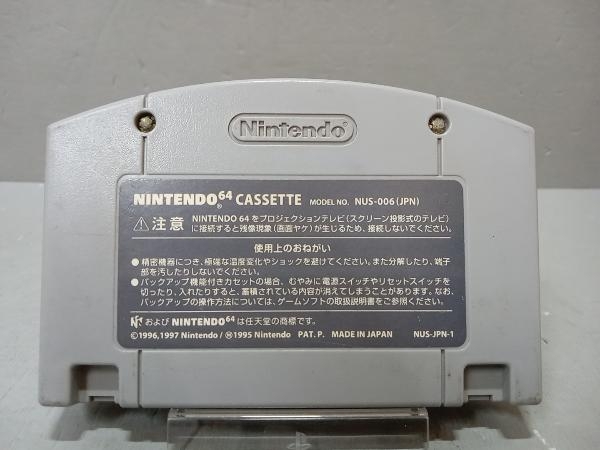 Nintendo®
NINTENDO⁶⁴® CASSETTE MODEL NO. NUS-006(JPN)
⚠注意 NINTENDO 64 をプロジェクションテレビ(スクリーン投影式のテレビ)
に接続すると残像現象(画面ヤケ)が生じるため、接続しないでください。
使用上のおねがい
●精密機器につき、極端な温度変化やショックを避けてください。また分解したり、端子
部を汚したりしないでください。
●バックアップ機能付きカセットの場合、むやみに電源スイッチやリセットスイッチを
切ったり、入れたりすると、蓄積されている内容が消えてしまうことがあります。なお、
バックアップの操作方法については、ゲームソフトの取扱説明書をご参照ください。
および NINTENDO⁶⁴ は任天堂の商標です。
©1996,1997 Nintendo / Ⓜ1995 Nintendo PAT. P. MADE IN JAPAN NUS-JPN-1